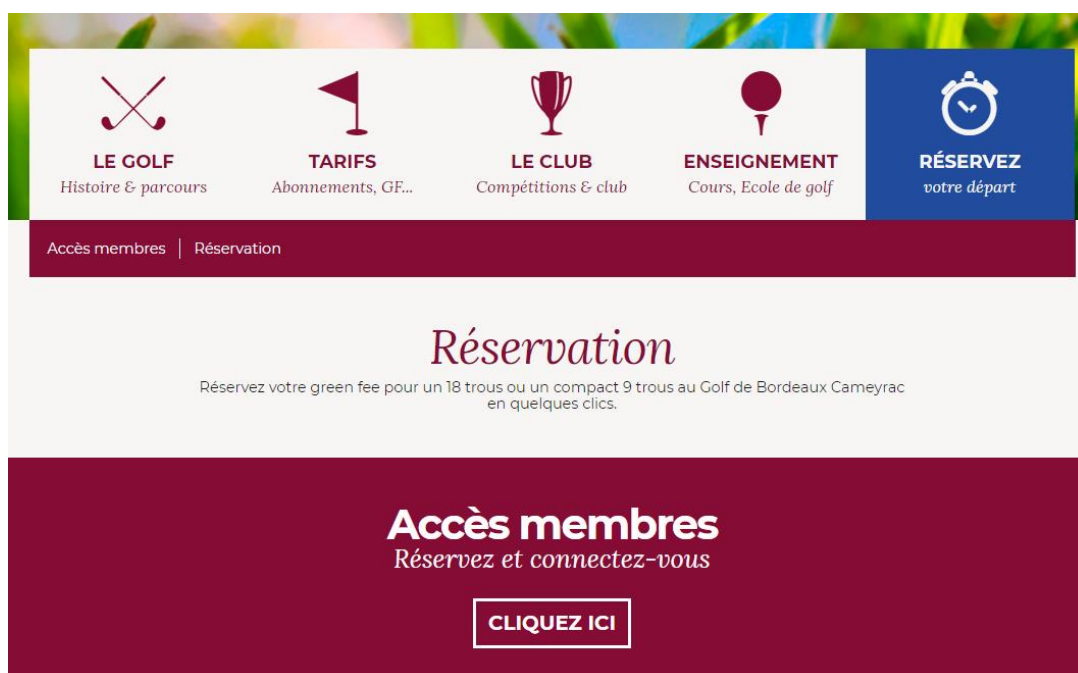 LE GOLF
Histoire & parcours
TARIFS
Abonnements, GF...
LE CLUB
Compétitions & club
ENSEIGNEMENT
Cours, Ecole de golf
RÉSERVEZ
votre départ
Accès membres | Réservation
Réservation
Réservez votre green fee pour un 18 trous ou un compact 9 trous au Golf de Bordeaux Cameyrac
en quelques clics.
Accès membres
Réservez et connectez-vous
CLIQUEZ ICI